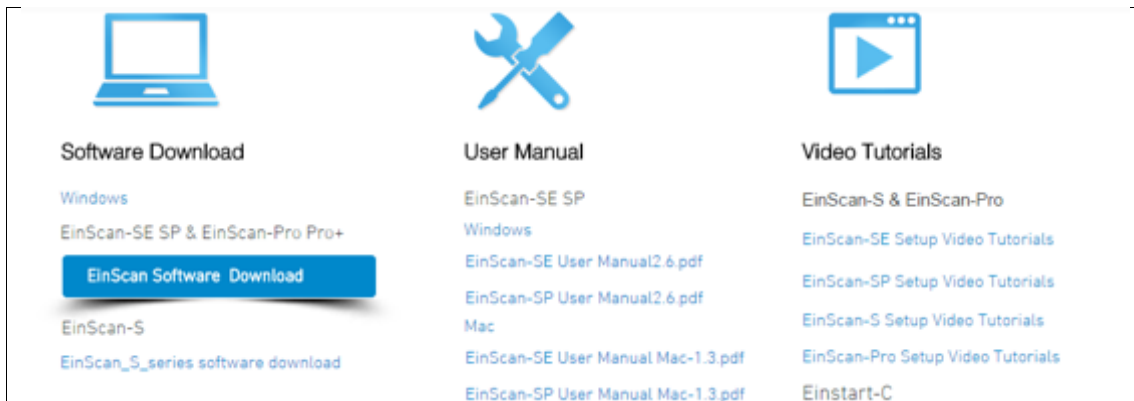 Software Download
Windows
EinScan-SE SP & EinScan-Pro Pro+
EinScan Software Download
EinScan-S
EinScan_S_series software download
User Manual
EinScan-SE SP
Windows
EinScan-SE User Manual2.6.pdf
EinScan-SP User Manual2.6.pdf
Mac
EinScan-SE User Manual Mac-1.3.pdf
EinScan-SP User Manual Mac-1.3.pdf
Video Tutorials
EinScan-S & EinScan-Pro
EinScan-SE Setup Video Tutorials
EinScan-SP Setup Video Tutorials
EinScan-S Setup Video Tutorials
EinScan-Pro Setup Video Tutorials
Einstart-C